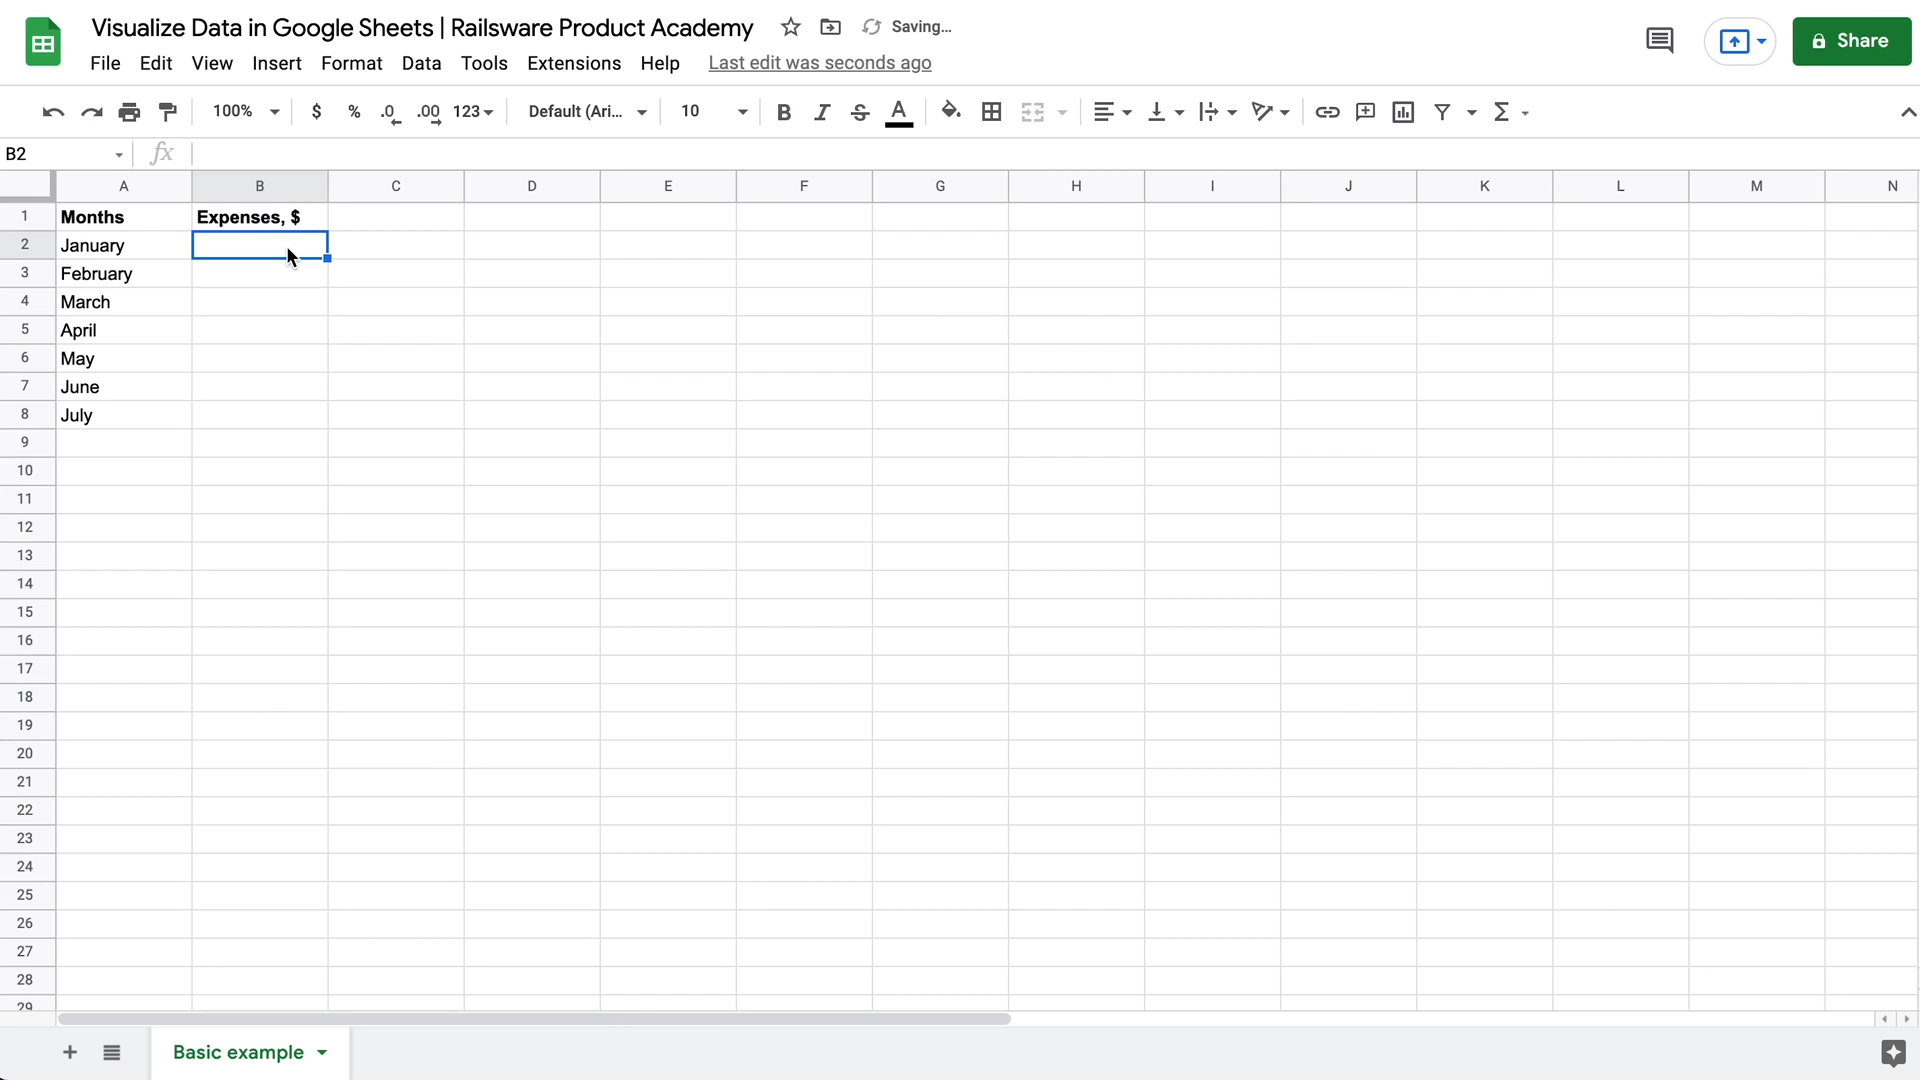 Visualize Data in Google Sheets | Railsware Product Academy Saving... Share
File Edit View Insert Format Data Tools Extensions Help Last edit was seconds ago
100% $ % .0 .00 123 Default (Ari... 10 B I S A Σ
B2 fx
A B C D E F G H I J K L M N
1 Months Expenses, $
2 January
3 February
4 March
5 April
6 May
7 June
8 July
9
10
11
12
13
14
15
16
17
18
19
20
21
22
23
24
25
26
27
28
29
+ Basic example